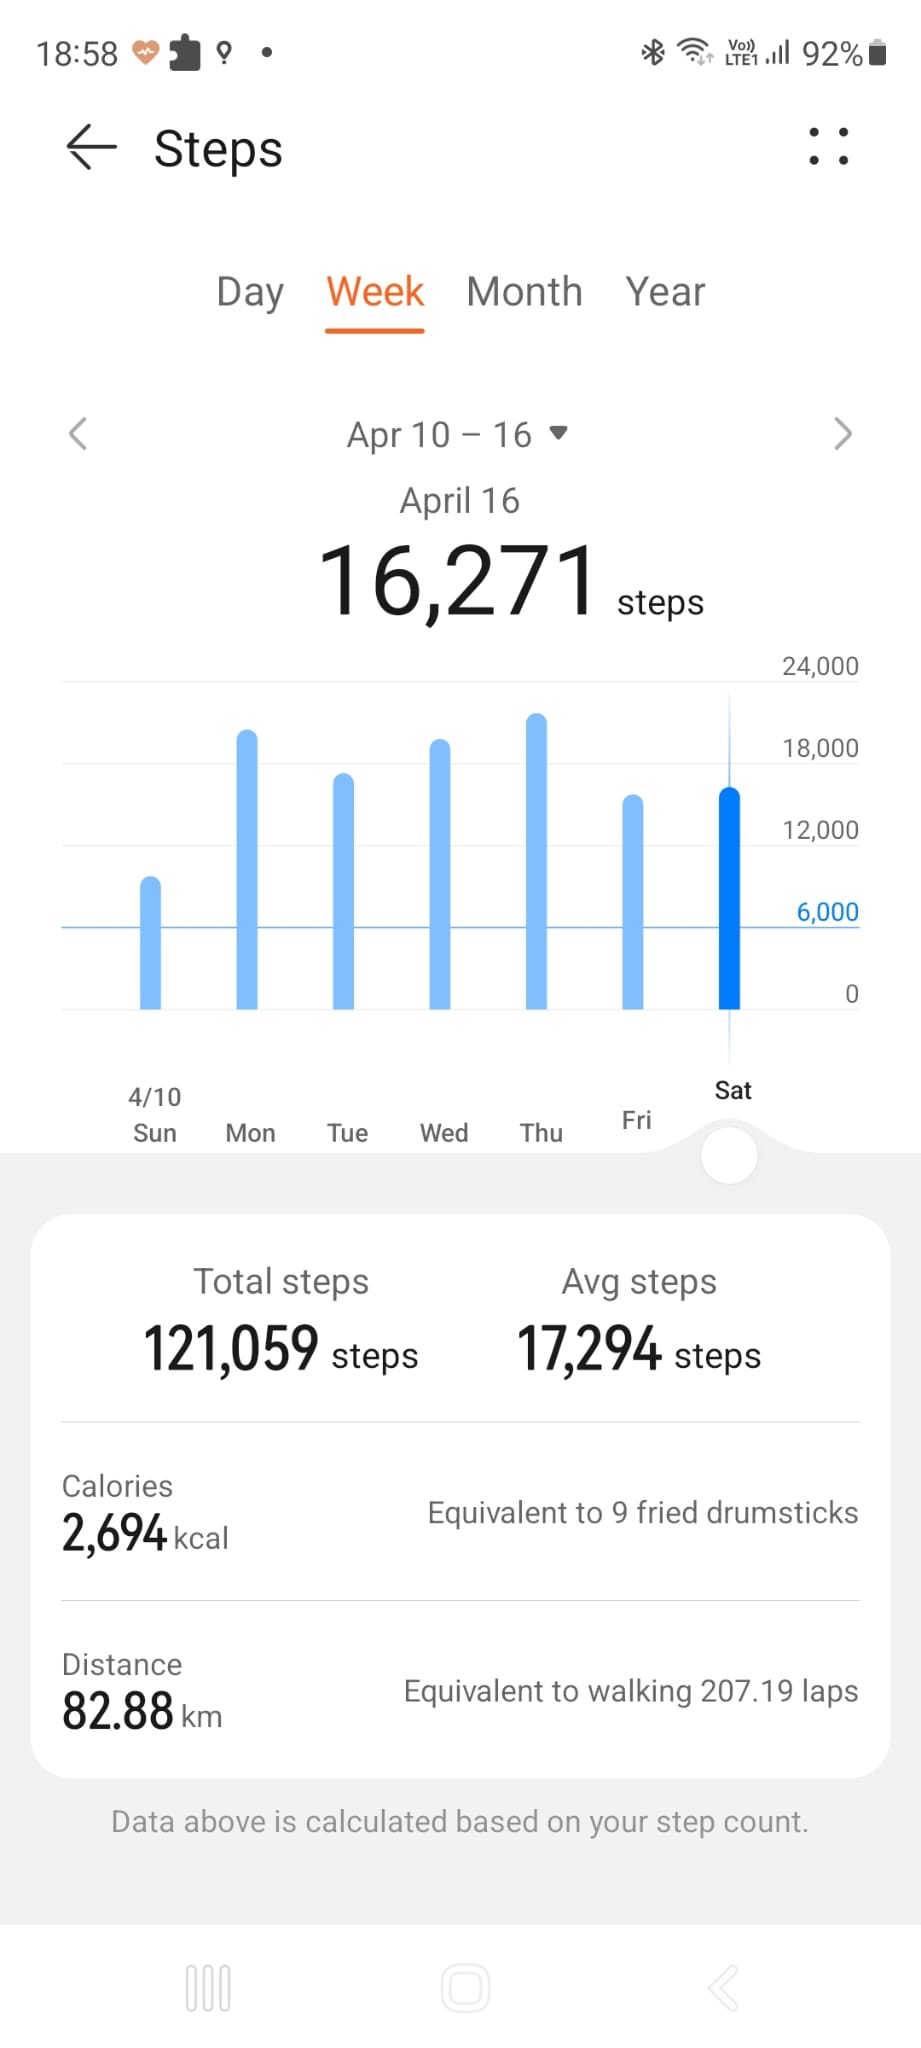 18:58 Vo)) LTE1 92%
Steps
Day Week Month Year
Apr 10 – 16
April 16
16,271 steps
24,000
18,000
12,000
6,000
0
4/10
Sun Mon Tue Wed Thu Fri Sat
Total steps Avg steps
121,059 steps 17,294 steps
Calories
2,694 kcal
Equivalent to 9 fried drumsticks
Distance
82.88 km
Equivalent to walking 207.19 laps
Data above is calculated based on your step count.